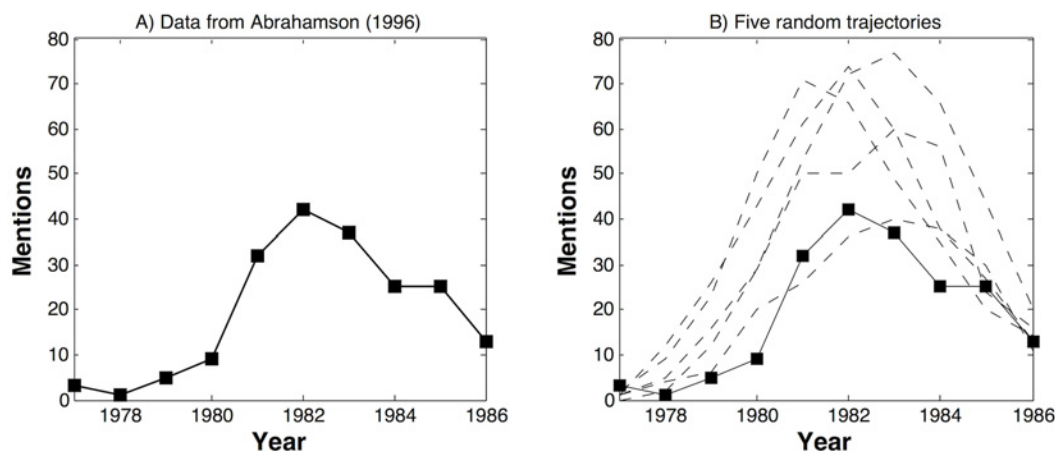 A) Data from Abrahamson (1996)
80
70
60
50
40
30
20
10
0
Mentions
1978 1980 1982 1984 1986
Year
B) Five random trajectories
80
70
60
50
40
30
20
10
0
Mentions
1978 1980 1982 1984 1986
Year